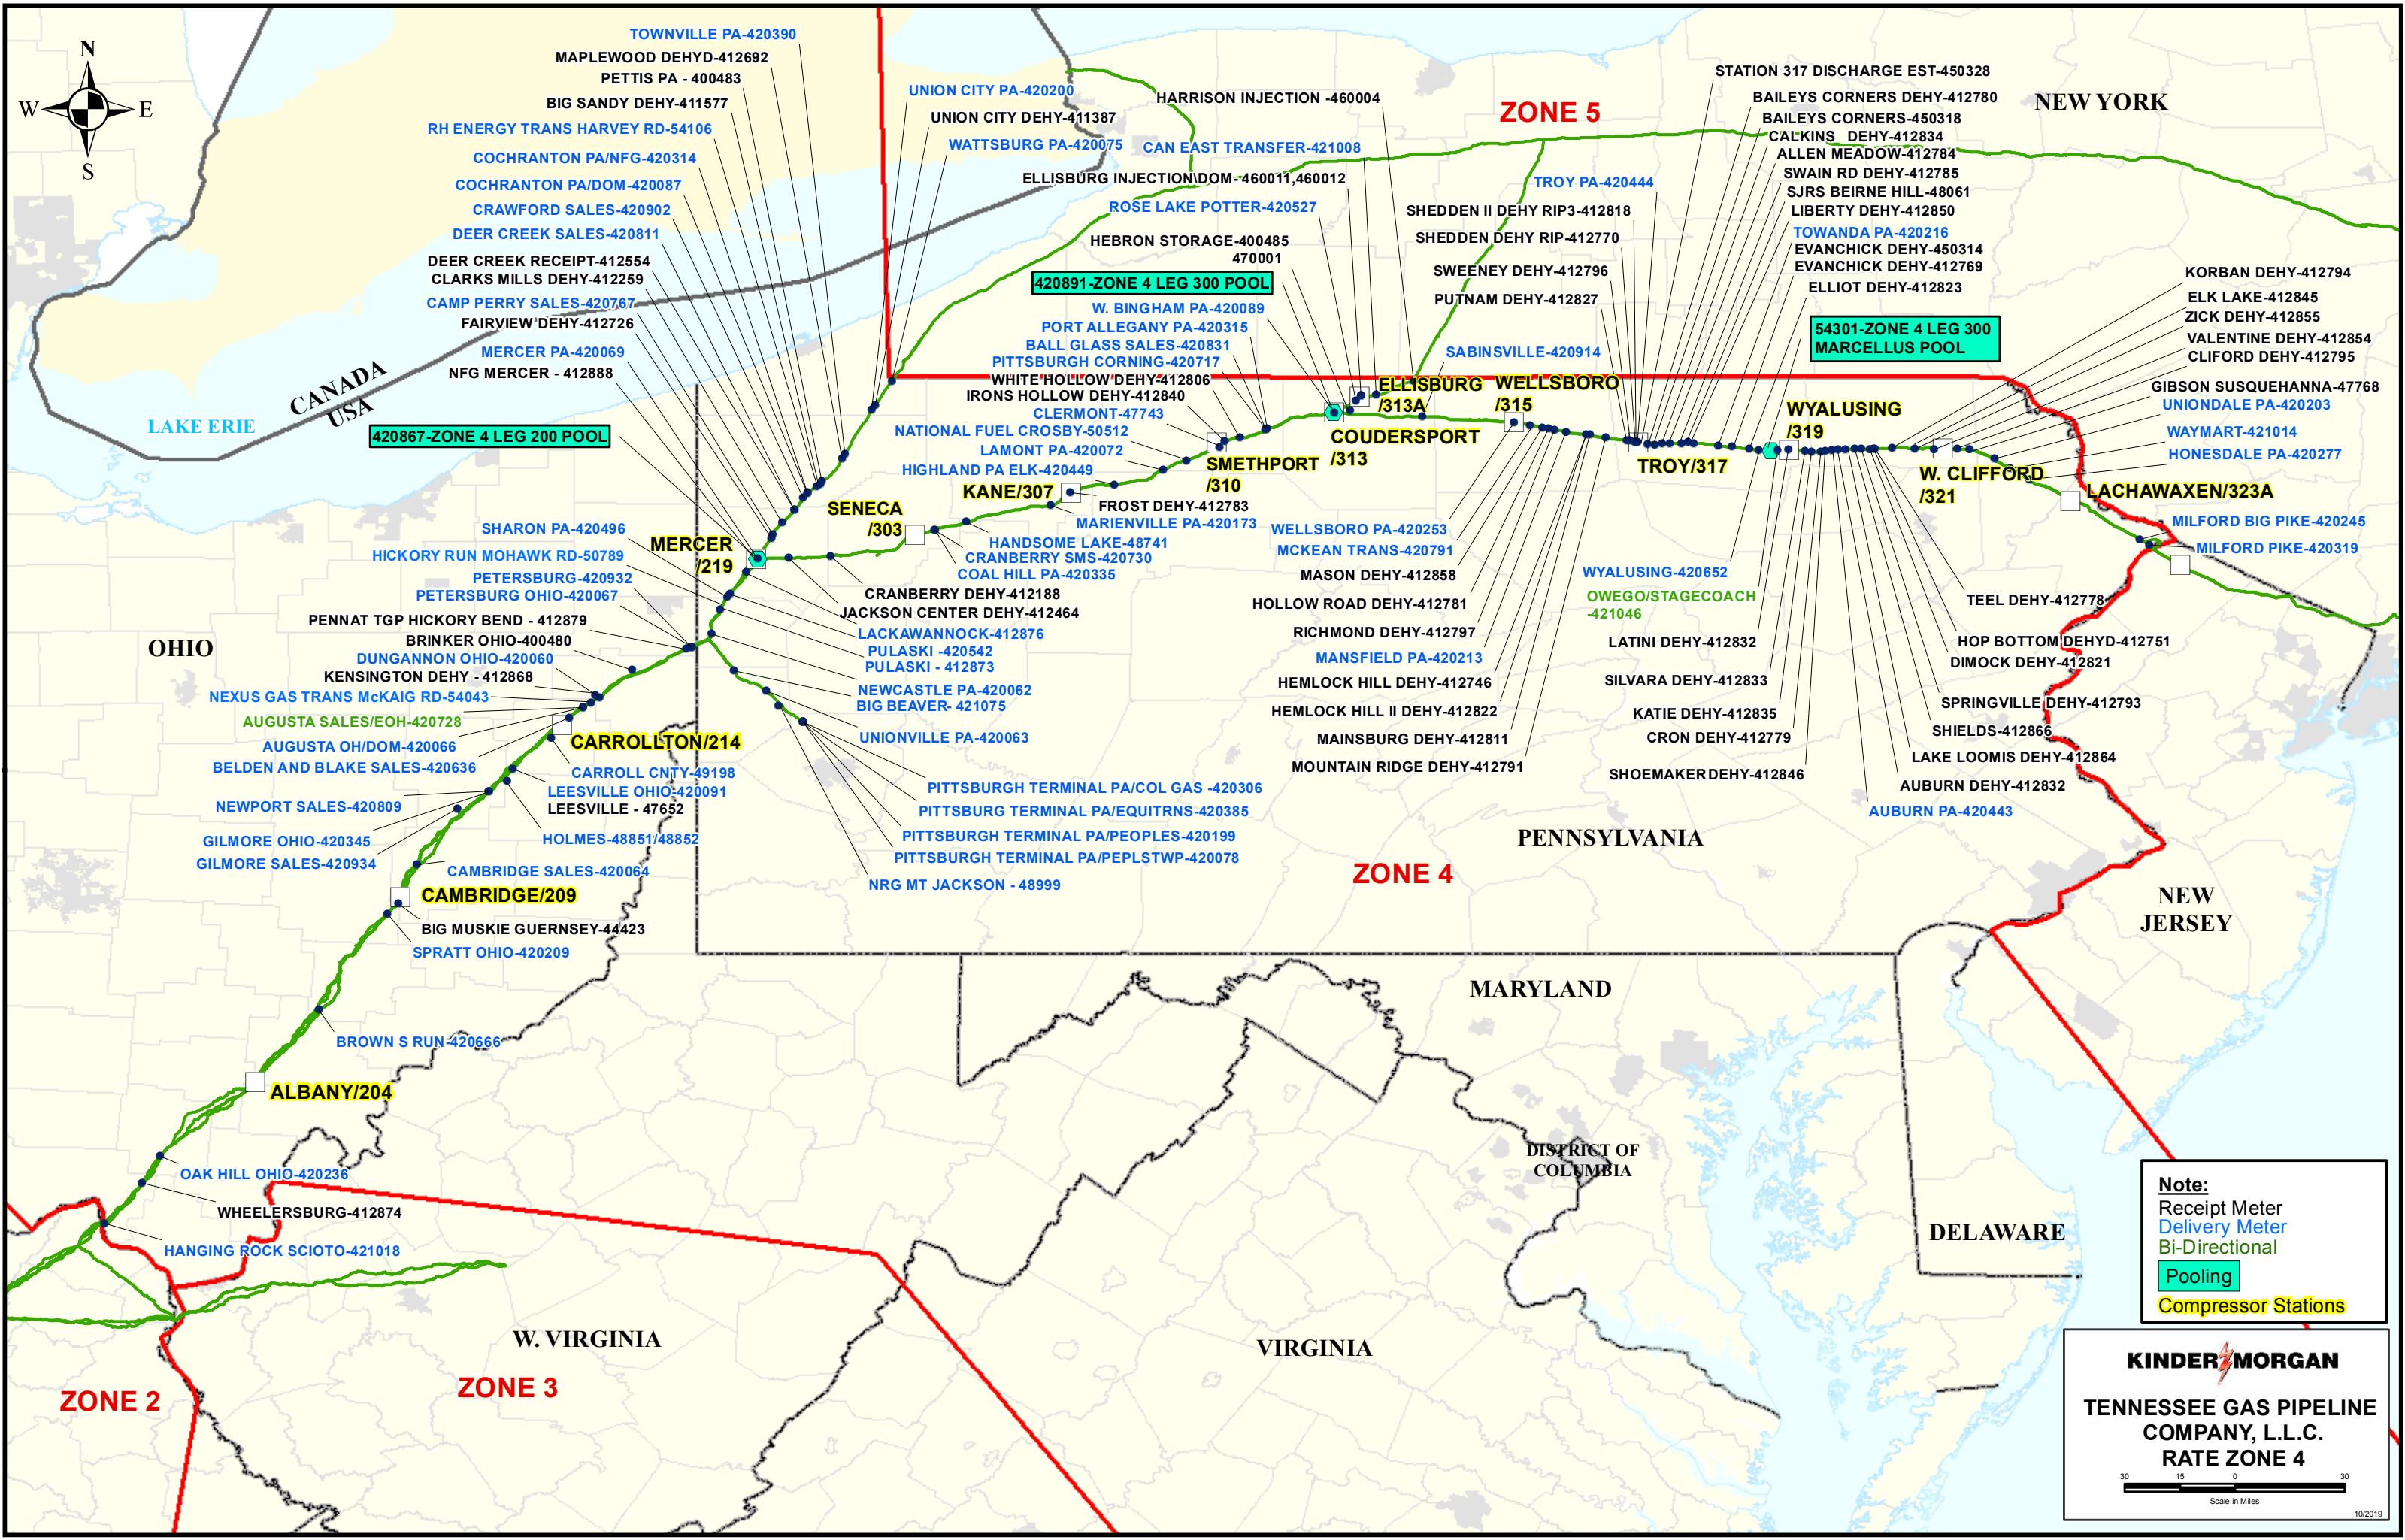 N
W
E
S
TOWNVILLE PA-420390
MAPLEWOOD DEHYD-412692
PETTIS PA - 400483
BIG SANDY DEHY-411577
RH ENERGY TRANS HARVEY RD-54106
COCHRANTON PA/NFG-420314
COCHRANTON PA/DOM-420087
CRAWFORD SALES-420902
DEER CREEK SALES-420811
DEER CREEK RECEIPT-412554
CLARKS MILLS DEHY-412259
CAMP PERRY SALES-420767
FAIRVIEW DEHY-412726
MERCER PA-420069
NFG MERCER - 412888
CANADA
USA
LAKE ERIE
420867-ZONE 4 LEG 200 POOL
UNION CITY PA-420200
UNION CITY DEHY-411387
WATTSBURG PA-420075
HARRISON INJECTION -460004
CAN EAST TRANSFER-421008
ELLISBURG INJECTION\DOM- 460011,460012
ROSE LAKE POTTER-420527
HEBRON STORAGE-400485
470001
420891-ZONE 4 LEG 300 POOL
W. BINGHAM PA-420089
PORT ALLEGANY PA-420315
BALL GLASS SALES-420831
PITTSBURGH CORNING-420717
WHITE HOLLOW DEHY-412806
IRONS HOLLOW DEHY-412840
CLERMONT-47743
NATIONAL FUEL CROSBY-50512
LAMONT PA-420072
HIGHLAND PA ELK-420449
ZONE 5
NEW YORK
TROY PA-420444
SHEDDEN II DEHY RIP3-412818
SHEDDEN DEHY RIP-412770
SWEENEY DEHY-412796
PUTNAM DEHY-412827
SABINSVILLE-420914
STATION 317 DISCHARGE EST-450328
BAILEYS CORNERS DEHY-412780
BAILEYS CORNERS-450318
CALKINS DEHY-412834
ALLEN MEADOW-412784
SWAIN RD DEHY-412785
SJRS BEIRNE HILL-48061
LIBERTY DEHY-412850
TOWANDA PA-420216
EVANCHICK DEHY-450314
EVANCHICK DEHY-412769
ELLIOT DEHY-412823
54301-ZONE 4 LEG 300
MARCELLUS POOL
KORBAN DEHY-412794
ELK LAKE-412845
ZICK DEHY-412855
VALENTINE DEHY-412854
CLIFORD DEHY-412795
GIBSON SUSQUEHANNA-47768
UNIONDALE PA-420203
WAYMART-421014
HONESDALE PA-420277
LACHAWAXEN/323A
MILFORD BIG PIKE-420245
MILFORD PIKE-420319
ELLISBURG
/313A
WELLSBORO
/315
COUDERSPORT
/313
SMETHPORT
/310
KANE/307
SENECA
/303
MERCER
/219
TROY/317
WYALUSING
/319
W. CLIFFORD
/321
FROST DEHY-412783
MARIENVILLE PA-420173
HANDSOME LAKE-48741
CRANBERRY SMS-420730
COAL HILL PA-420335
CRANBERRY DEHY-412188
JACKSON CENTER DEHY-412464
LACKAWANNOCK-412876
PULASKI -420542
PULASKI - 412873
NEWCASTLE PA-420062
BIG BEAVER- 421075
UNIONVILLE PA-420063
PITTSBURGH TERMINAL PA/COL GAS -420306
PITTSBURG TERMINAL PA/EQUITRNS-420385
PITTSBURGH TERMINAL PA/PEOPLES-420199
PITTSBURGH TERMINAL PA/PEPLSTWP-420078
NRG MT JACKSON - 48999
SHARON PA-420496
HICKORY RUN MOHAWK RD-50789
PETERSBURG-420932
PETERSBURG OHIO-420067
PENNAT TGP HICKORY BEND - 412879
BRINKER OHIO-400480
DUNGANNON OHIO-420060
KENSINGTON DEHY - 412868
NEXUS GAS TRANS McKAIG RD-54043
AUGUSTA SALES/EOH-420728
AUGUSTA OH/DOM-420066
BELDEN AND BLAKE SALES-420636
OHIO
CARROLLTON/214
CARROLL CNTY-49198
LEESVILLE OHIO-420091
LEESVILLE - 47652
HOLMES-48851/48852
NEWPORT SALES-420809
GILMORE OHIO-420345
GILMORE SALES-420934
CAMBRIDGE SALES-420064
CAMBRIDGE/209
BIG MUSKIE GUERNSEY-44423
SPRATT OHIO-420209
BROWN S RUN-420666
ALBANY/204
OAK HILL OHIO-420236
WHEELERSBURG-412874
HANGING ROCK SCIOTO-421018
WELLSBORO PA-420253
MCKEAN TRANS-420791
MASON DEHY-412858
HOLLOW ROAD DEHY-412781
RICHMOND DEHY-412797
MANSFIELD PA-420213
HEMLOCK HILL DEHY-412746
HEMLOCK HILL II DEHY-412822
MAINSBURG DEHY-412811
MOUNTAIN RIDGE DEHY-412791
WYALUSING-420652
OWEGO/STAGECOACH
-421046
LATINI DEHY-412832
SILVARA DEHY-412833
KATIE DEHY-412835
CRON DEHY-412779
SHOEMAKER DEHY-412846
TEEL DEHY-412778
HOP BOTTOM DEHYD-412751
DIMOCK DEHY-412821
SPRINGVILLE DEHY-412793
SHIELDS-412866
LAKE LOOMIS DEHY-412864
AUBURN DEHY-412832
AUBURN PA-420443
PENNSYLVANIA
ZONE 4
NEW
JERSEY
MARYLAND
DISTRICT OF
COLUMBIA
DELAWARE
W. VIRGINIA
VIRGINIA
ZONE 2
ZONE 3
Note:
Receipt Meter
Delivery Meter
Bi-Directional
Pooling
Compressor Stations
KINDER MORGAN
TENNESSEE GAS PIPELINE
COMPANY, L.L.C.
RATE ZONE 4
30 15 0 30
Scale in Miles
10/2019